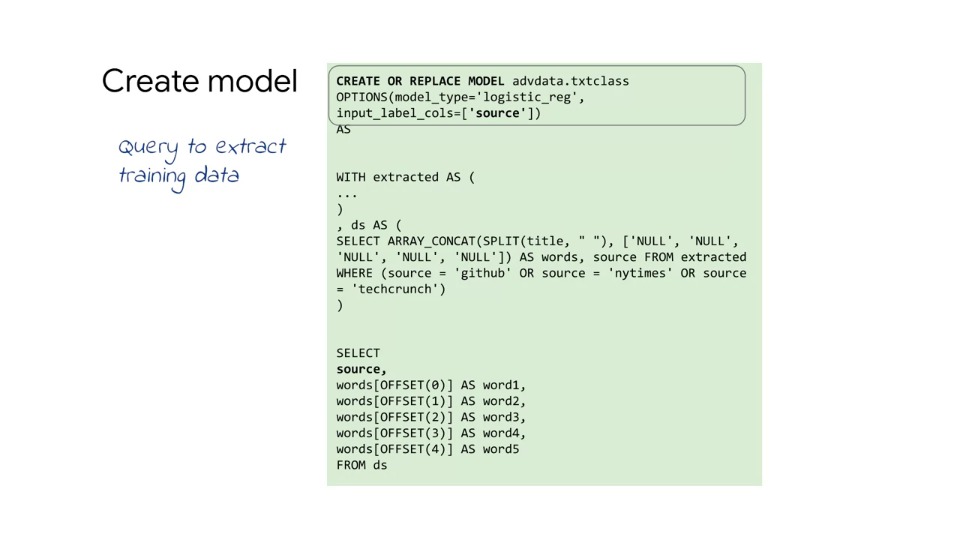 Create model
Query to extract
training data
CREATE OR REPLACE MODEL advdata.txtclass
OPTIONS(model_type='logistic_reg',
input_label_cols=['source'])
AS
WITH extracted AS (
...
)
, ds AS (
SELECT ARRAY_CONCAT(SPLIT(title, " "), ['NULL', 'NULL',
'NULL', 'NULL', 'NULL']) AS words, source FROM extracted
WHERE (source = 'github' OR source = 'nytimes' OR source
= 'techcrunch')
)
SELECT
source,
words[OFFSET(0)] AS word1,
words[OFFSET(1)] AS word2,
words[OFFSET(2)] AS word3,
words[OFFSET(3)] AS word4,
words[OFFSET(4)] AS word5
FROM ds